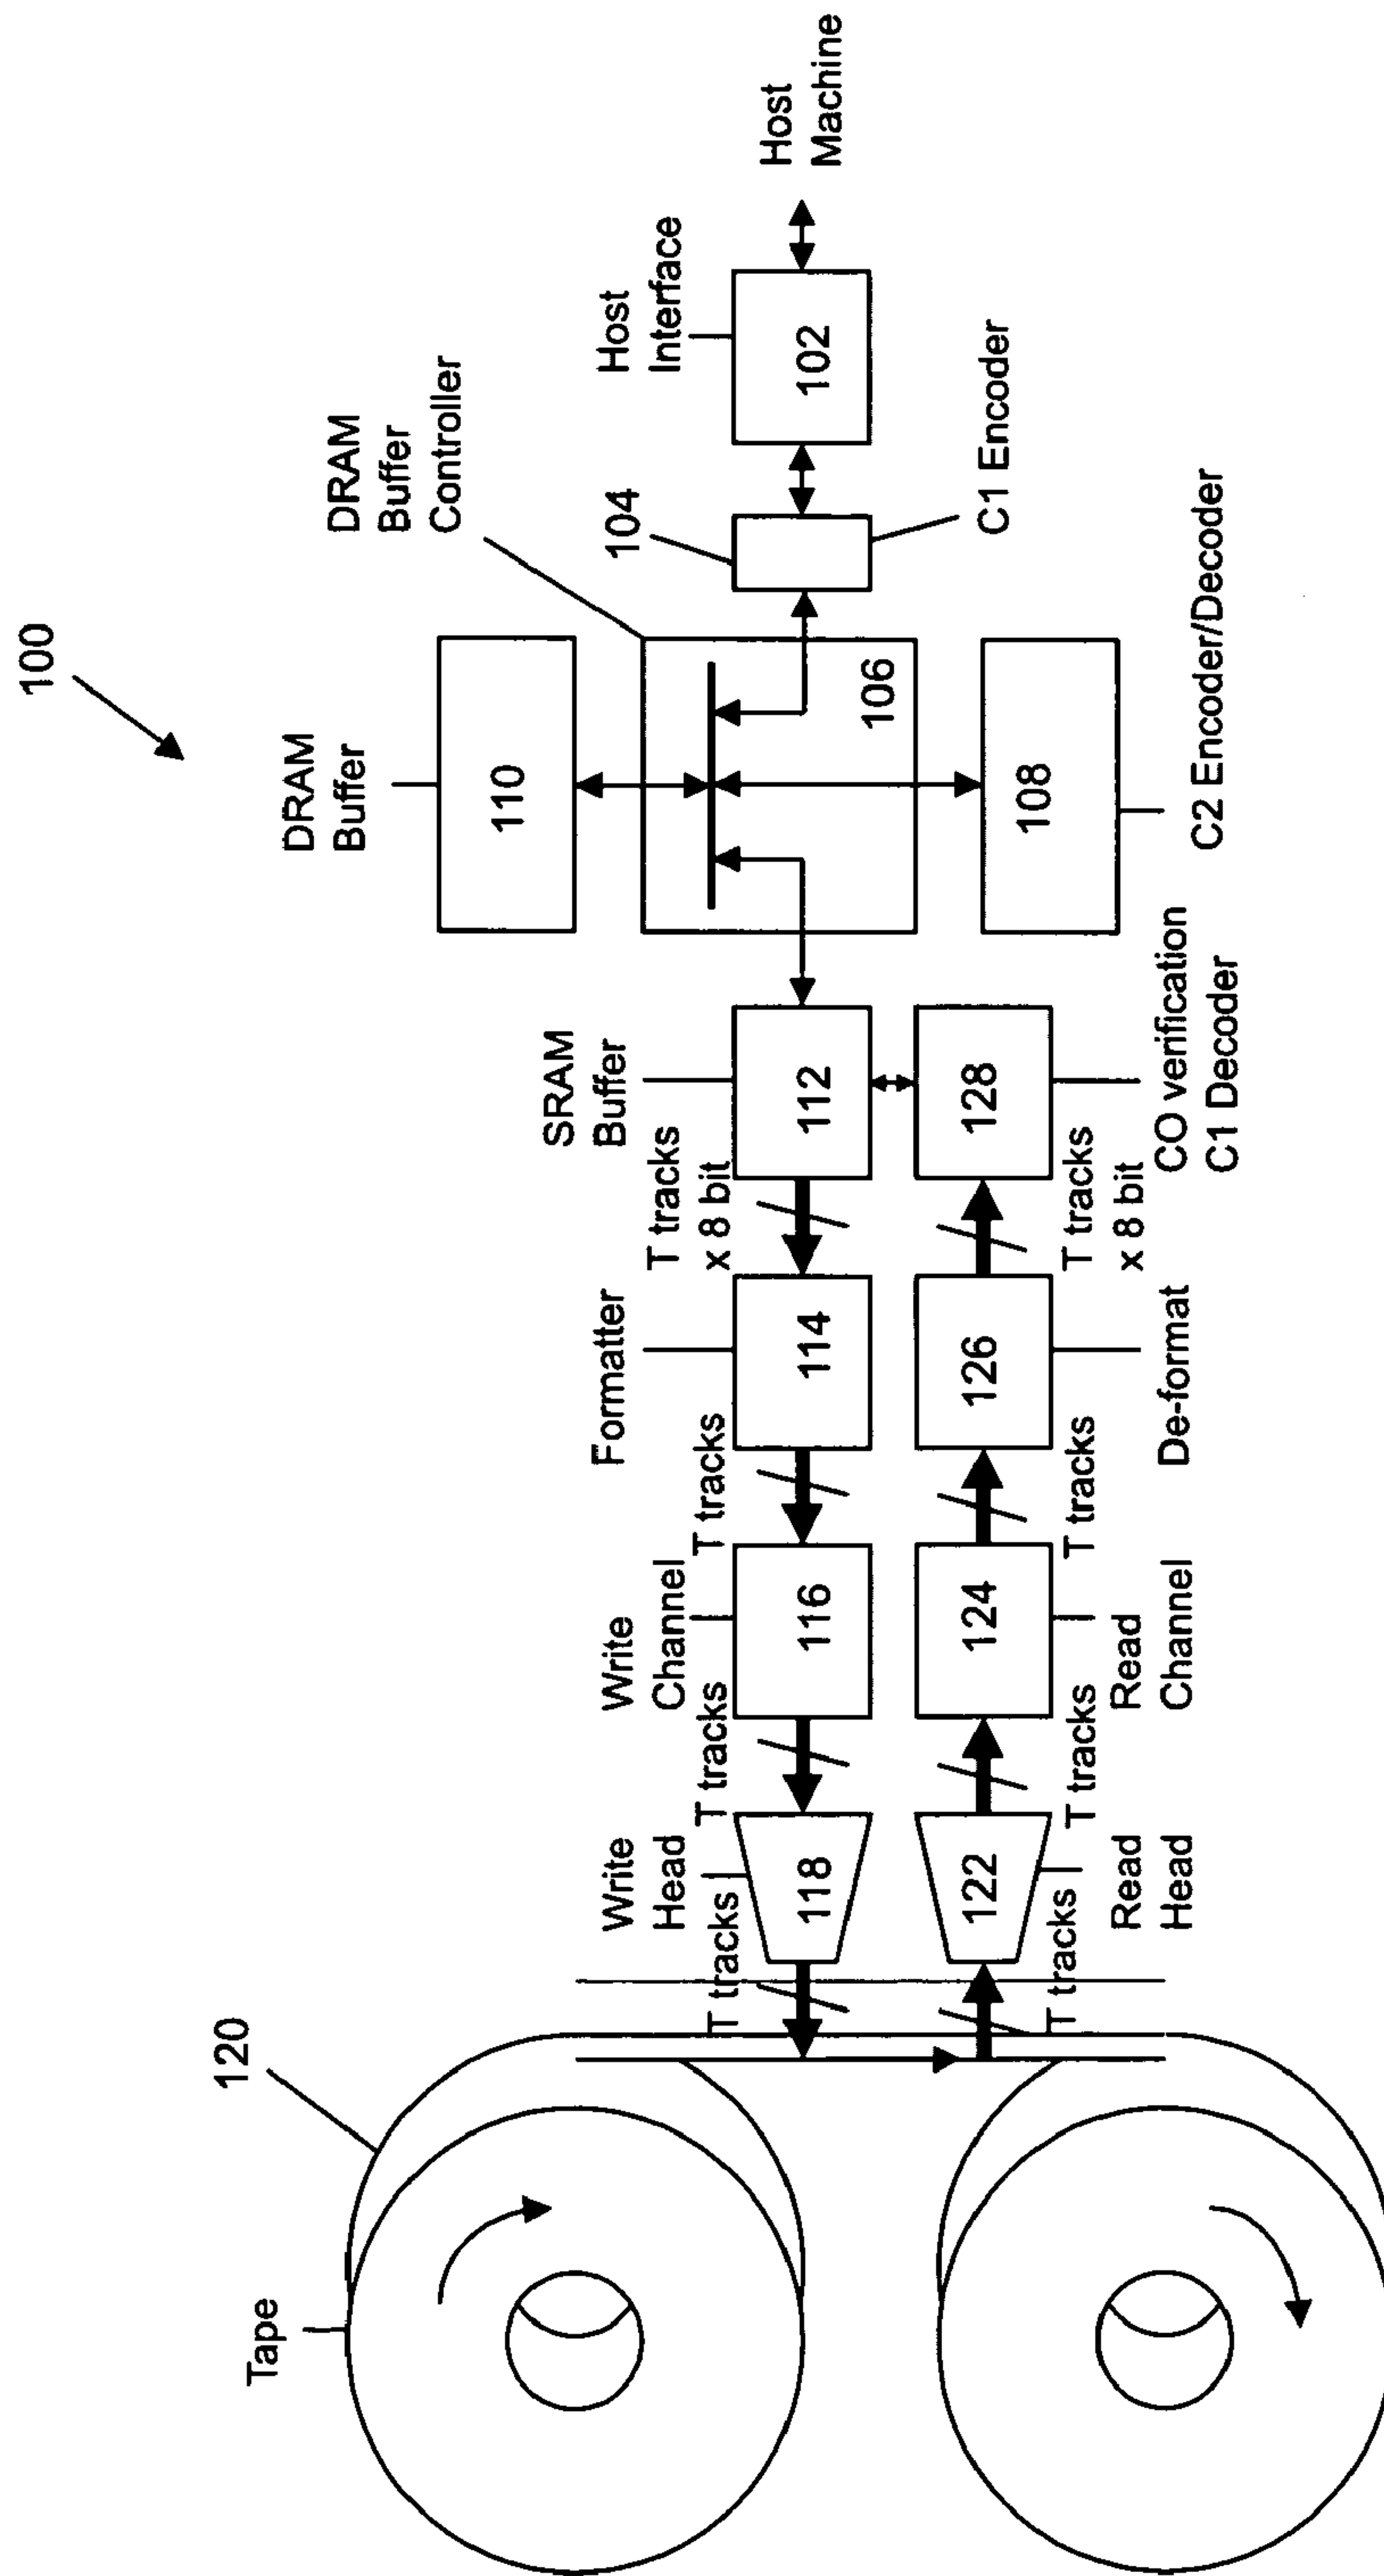 100
DRAM
Buffer
DRAM
Buffer
Controller
Host
Interface
Host
Machine
104
110
106
102
108
C1 Encoder
C2 Encoder/Decoder
SRAM
Buffer
T tracks
x 8 bit
112
128
T tracks
x 8 bit
CO verification
C1 Decoder
Formatter
114
126
De-format
T tracks
T tracks
Write
Channel
116
124
Read
Channel
T tracks
T tracks
Write
Head
118
122
Read
Head
T tracks
T tracks
120
Tape